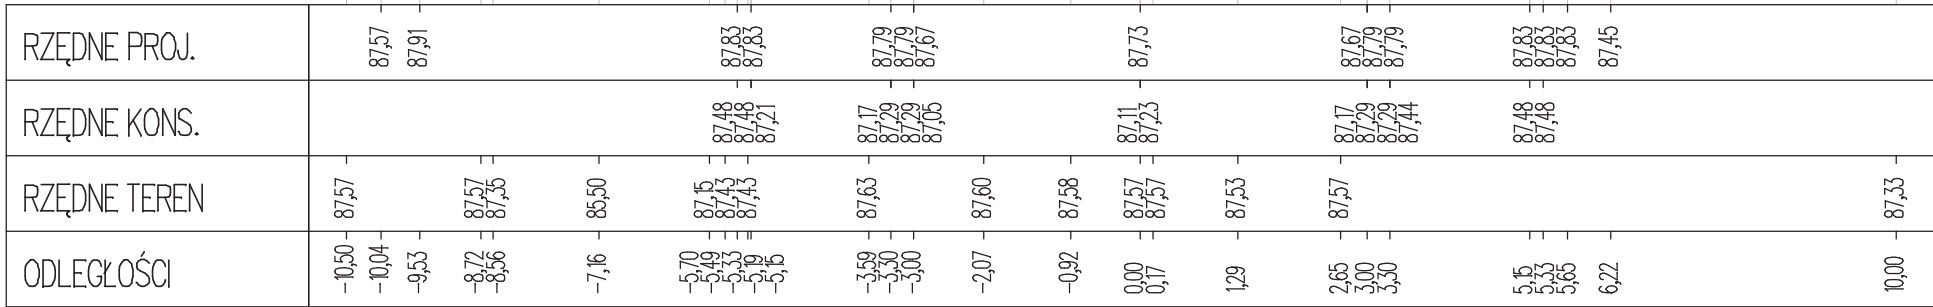 RZĘDNE PROJ. 87,57 87,91 87,83 87,83 87,79 87,79 87,67 87,73 87,67 87,79 87,79 87,83 87,83 87,83 87,45
RZĘDNE KONS. 87,48 87,48 87,21 87,17 87,29 87,29 87,05 87,11 87,23 87,17 87,29 87,29 87,44 87,48 87,48
RZĘDNE TEREN 87,57 87,57 87,35 85,50 87,15 87,43 87,43 87,63 87,60 87,58 87,57 87,57 87,53 87,57 87,33
ODLEGŁOŚCI -10,50 -10,04 -9,53 -8,72 -8,56 -7,16 -5,70 -5,49 -5,33 -5,19 -5,15 -3,59 -3,30 -3,00 -2,07 -0,92 0,00 0,17 1,29 2,65 3,00 3,30 5,15 5,33 5,65 6,22 10,00